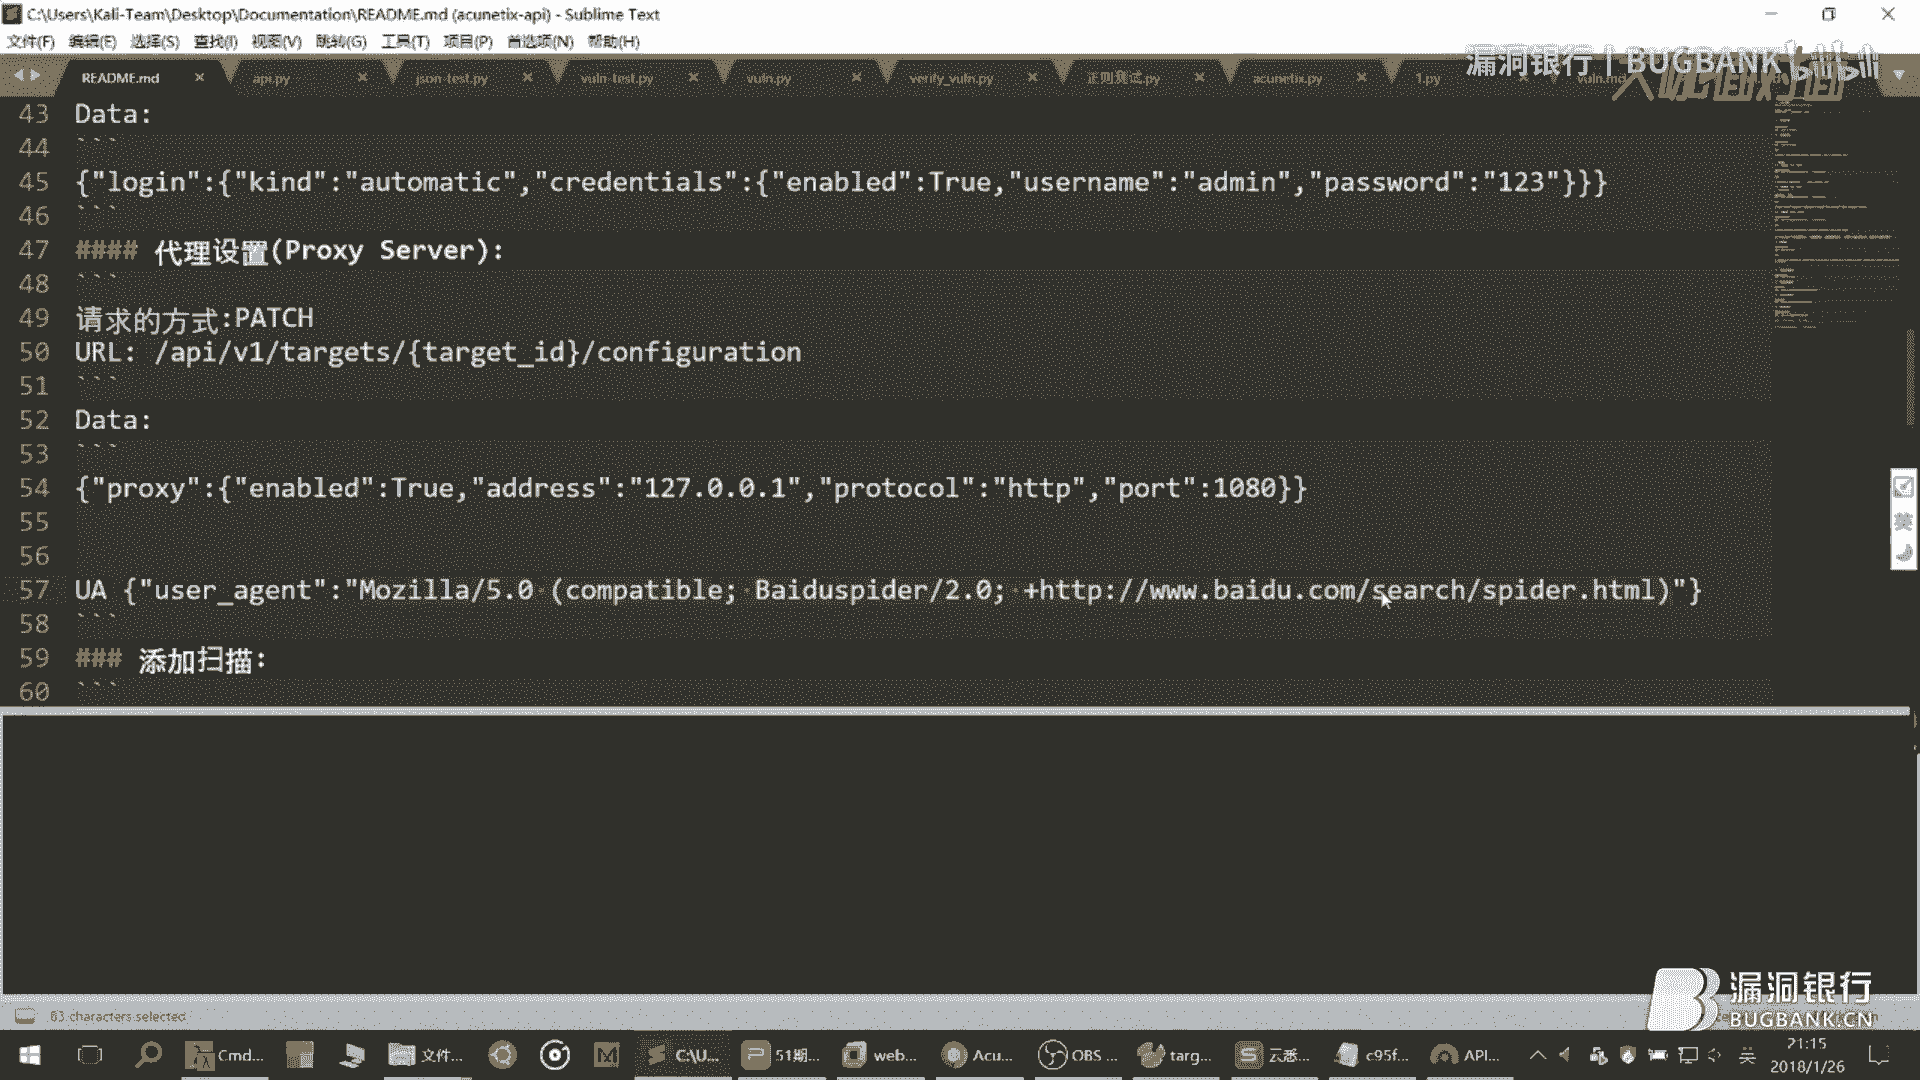 C:\Users\Kali-Team\Desktop\Documentation\README.md (acunetix-api) - Sublime Text
文件(F) 编辑(E) 选择(S) 查找(I) 视图(V) 跳转(G) 工具(T) 项目(P) 首选项(N) 帮助(H)
漏洞银行 | BUGBANK bilibili
README.md api.py json-test.py vuln-test.py vuln.py verify_vuln.py 正则测试.py acunetix.py 1.py vuln.md
43 Data:
44 ```
45 {"login":{"kind":"automatic","credentials":{"enabled":True,"username":"admin","password":"123"}}}
46 ```
47 #### 代理设置(Proxy Server):
48 ```
49 请求的方式:PATCH
50 URL: /api/v1/targets/{target_id}/configuration
51 ```
52 Data:
53 ```
54 {"proxy":{"enabled":True,"address":"127.0.0.1","protocol":"http","port":1080}}
55
56
57 UA {"user_agent":"Mozilla/5.0 (compatible; Baiduspider/2.0; +http://www.baidu.com/search/spider.html)"}
58 ```
59 ### 添加扫描:
60 ```
英
漏洞银行
63 characters selected
BUGBANK.CN
Cmd... 文件... C:\U... 51期... web... Acu... OBS ... targ... 云悉... c95f... API... 英
21:15
2018/1/26